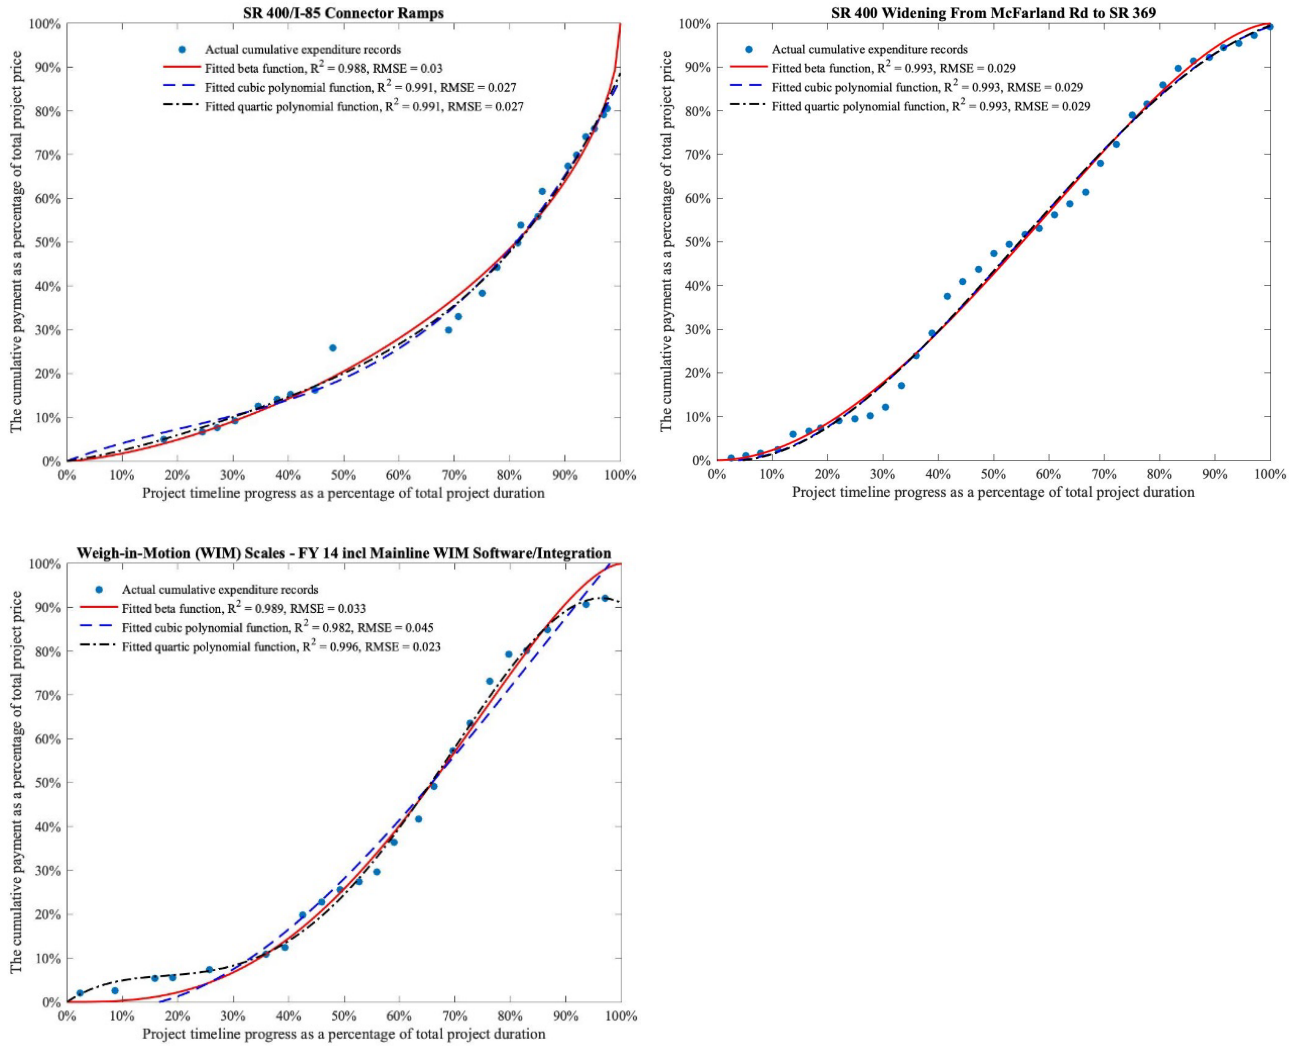 SR 400/I-85 Connector Ramps
Actual cumulative expenditure records
Fitted beta function, R² = 0.988, RMSE = 0.03
Fitted cubic polynomial function, R² = 0.991, RMSE = 0.027
Fitted quartic polynomial function, R² = 0.991, RMSE = 0.027
The cumulative payment as a percentage of total project price
100%
90%
80%
70%
60%
50%
40%
30%
20%
10%
0%
0% 10% 20% 30% 40% 50% 60% 70% 80% 90% 100%
Project timeline progress as a percentage of total project duration
SR 400 Widening From McFarland Rd to SR 369
Actual cumulative expenditure records
Fitted beta function, R² = 0.993, RMSE = 0.029
Fitted cubic polynomial function, R² = 0.993, RMSE = 0.029
Fitted quartic polynomial function, R² = 0.993, RMSE = 0.029
The cumulative payment as a percentage of total project price
100%
90%
80%
70%
60%
50%
40%
30%
20%
10%
0%
0% 10% 20% 30% 40% 50% 60% 70% 80% 90% 100%
Project timeline progress as a percentage of total project duration
Weigh-in-Motion (WIM) Scales - FY 14 incl Mainline WIM Software/Integration
Actual cumulative expenditure records
Fitted beta function, R² = 0.989, RMSE = 0.033
Fitted cubic polynomial function, R² = 0.982, RMSE = 0.045
Fitted quartic polynomial function, R² = 0.996, RMSE = 0.023
The cumulative payment as a percentage of total project price
100%
90%
80%
70%
60%
50%
40%
30%
20%
10%
0%
0% 10% 20% 30% 40% 50% 60% 70% 80% 90% 100%
Project timeline progress as a percentage of total project duration